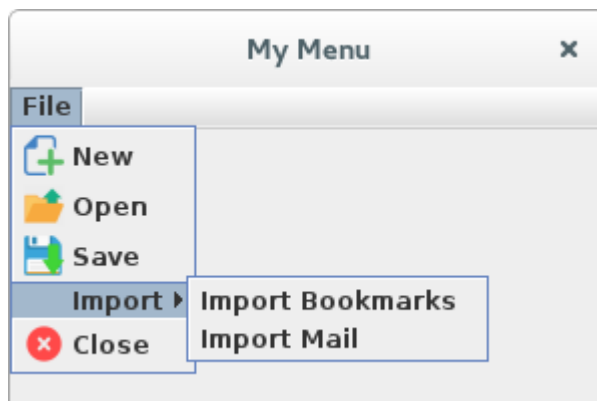 My Menu
File
New
Open
Save
Import
Import Bookmarks
Import Mail
Close